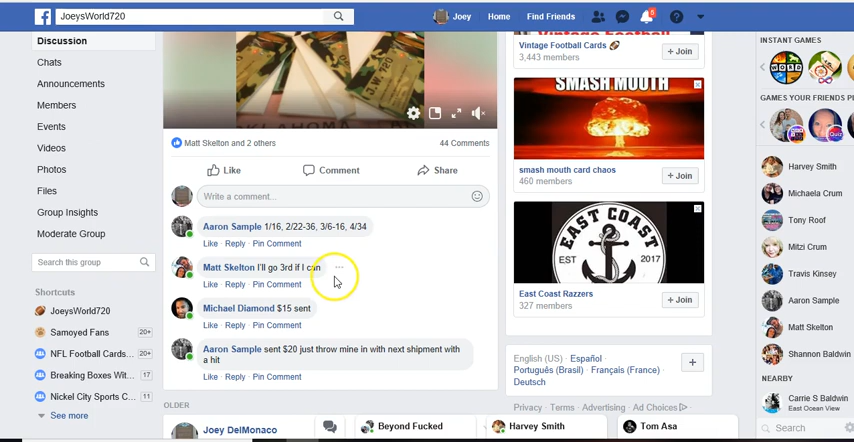 JoeysWorld720
Joey
Home
Find Friends
5
Discussion
Chats
Announcements
Members
Events
Videos
Photos
Files
Group Insights
Moderate Group
Search this group
Shortcuts
JoeysWorld720
Samoyed Fans 20+
NFL Football Cards... 20+
Breaking Boxes Wit... 17
Nickel City Sports C... 11
See more
J.W.720
OKLAHOMA
Matt Skelton and 2 others
44 Comments
Like
Comment
Share
Write a comment...
Aaron Sample 1/16, 2/22-36, 3/6-16, 4/34
Like · Reply · Pin Comment
Matt Skelton I'll go 3rd if I can
Like · Reply · Pin Comment
Michael Diamond $15 sent
Like · Reply · Pin Comment
Aaron Sample sent $20 just throw mine in with next shipment with
a hit
Like · Reply · Pin Comment
OLDER
Joey DelMonaco
Vintage Football Cards 🏈
3,443 members
+ Join
SMASH MOUTH
smash mouth card chaos
460 members
+ Join
EAST COAST
EST
2017
East Coast Razzers
327 members
+ Join
English (US) · Español ·
Português (Brasil) · Français (France) ·
Deutsch
Privacy · Terms · Advertising · Ad Choices
INSTANT GAMES
WORD
GAMES YOUR FRIENDS P
Quiz
Harvey Smith
Michaela Crum
Tony Roof
Mitzi Crum
Travis Kinsey
Aaron Sample
Matt Skelton
Shannon Baldwin
NEARBY
Carrie S Baldwin
East Ocean View
Search
Beyond Fucked
Harvey Smith
Tom Asa